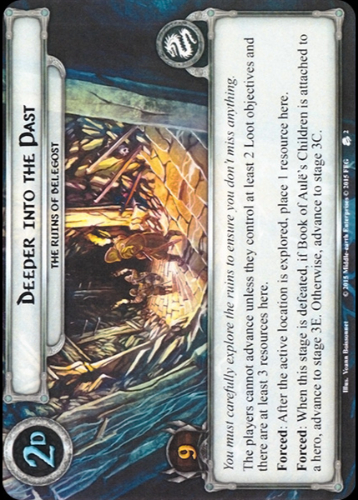 2D
DEEPER INTO THE PAST
THE RUINS OF BELEGOST
9
You must carefully explore the ruins to ensure you don't miss anything.
The players cannot advance unless they control at least 2 Loot objectives and
there are at least 3 resources here.
Forced: After the active location is explored, place 1 resource here.
Forced: When this stage is defeated, if Book of Aulë's Children is attached to
a hero, advance to stage 3E. Otherwise, advance to stage 3C.
Illus. Yoann Boissonnet © 2015 Middle-earth Enterprises © 2015 FFG 2